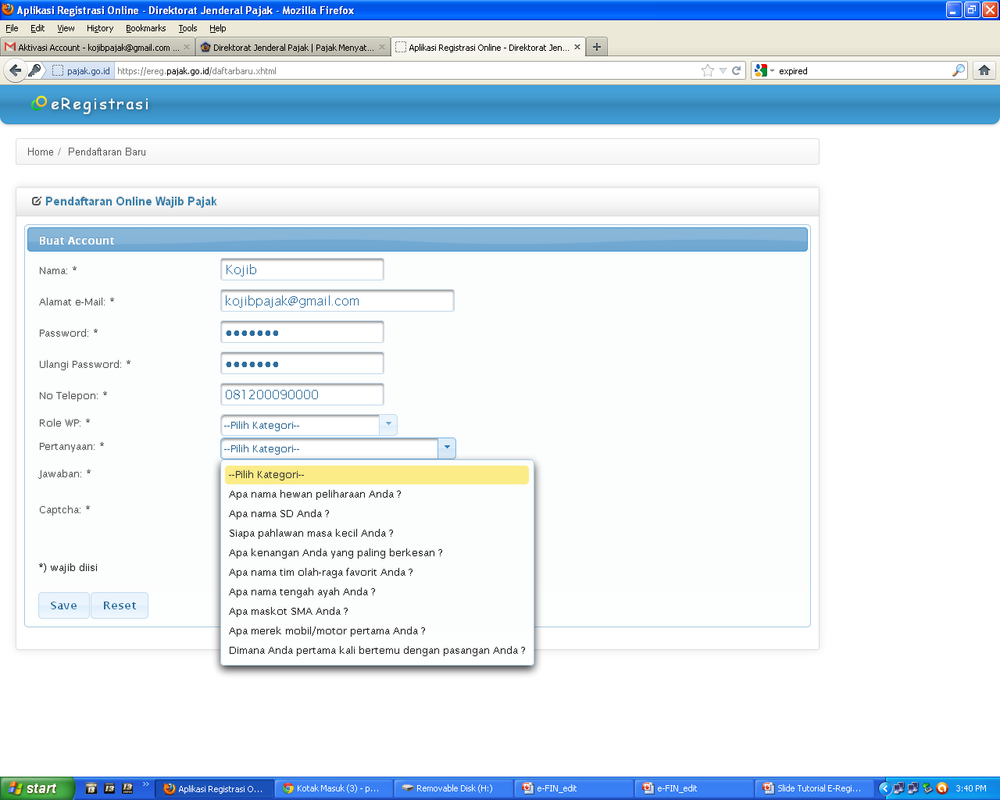 Aplikasi Registrasi Online - Direktorat Jenderal Pajak - Mozilla Firefox
File Edit View History Bookmarks Tools Help
Aktivasi Account - kojibpajak@gmail.com ... Direktorat Jenderal Pajak | Pajak Menyat... Aplikasi Registrasi Online - Direktorat Jen...
pajak.go.id https://ereg.pajak.go.id/daftarbaru.xhtml expired
eRegistrasi
Home / Pendaftaran Baru
Pendaftaran Online Wajib Pajak
Buat Account
Nama: * Kojib
Alamat e-Mail: * kojibpajak@gmail.com
Password: * •••••••
Ulangi Password: * •••••••
No Telepon: * 081200090000
Role WP: * --Pilih Kategori--
Pertanyaan: * --Pilih Kategori--
Jawaban: * --Pilih Kategori--
Apa nama hewan peliharaan Anda ?
Captcha: * Apa nama SD Anda ?
Siapa pahlawan masa kecil Anda ?
Apa kenangan Anda yang paling berkesan ?
*) wajib diisi Apa nama tim olah-raga favorit Anda ?
Apa nama tengah ayah Anda ?
Save Reset Apa maskot SMA Anda ?
Apa merek mobil/motor pertama Anda ?
Dimana Anda pertama kali bertemu dengan pasangan Anda ?
start Aplikasi Registrasi O... Kotak Masuk (3) - p... Removable Disk (H:) e-FIN_edit e-FIN_edit Slide Tutorial E-Regi... 3:40 PM